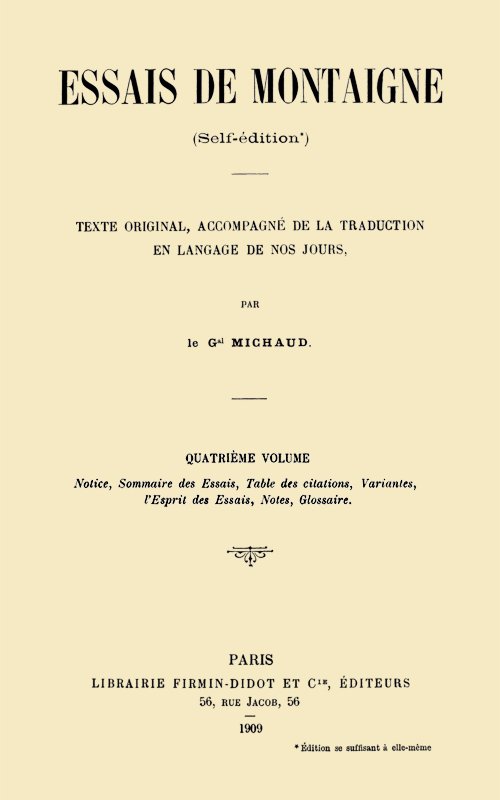 ESSAIS DE MONTAIGNE
(Self-édition*)
TEXTE ORIGINAL, ACCOMPAGNÉ DE LA TRADUCTION
EN LANGAGE DE NOS JOURS,
PAR
le Gal MICHAUD.
QUATRIÈME VOLUME
Notice, Sommaire des Essais, Table des citations, Variantes,
l'Esprit des Essais, Notes, Glossaire.
PARIS
LIBRAIRIE FIRMIN-DIDOT ET Cie, ÉDITEURS
56, RUE JACOB, 56
1909
* Édition se suffisant à elle-même